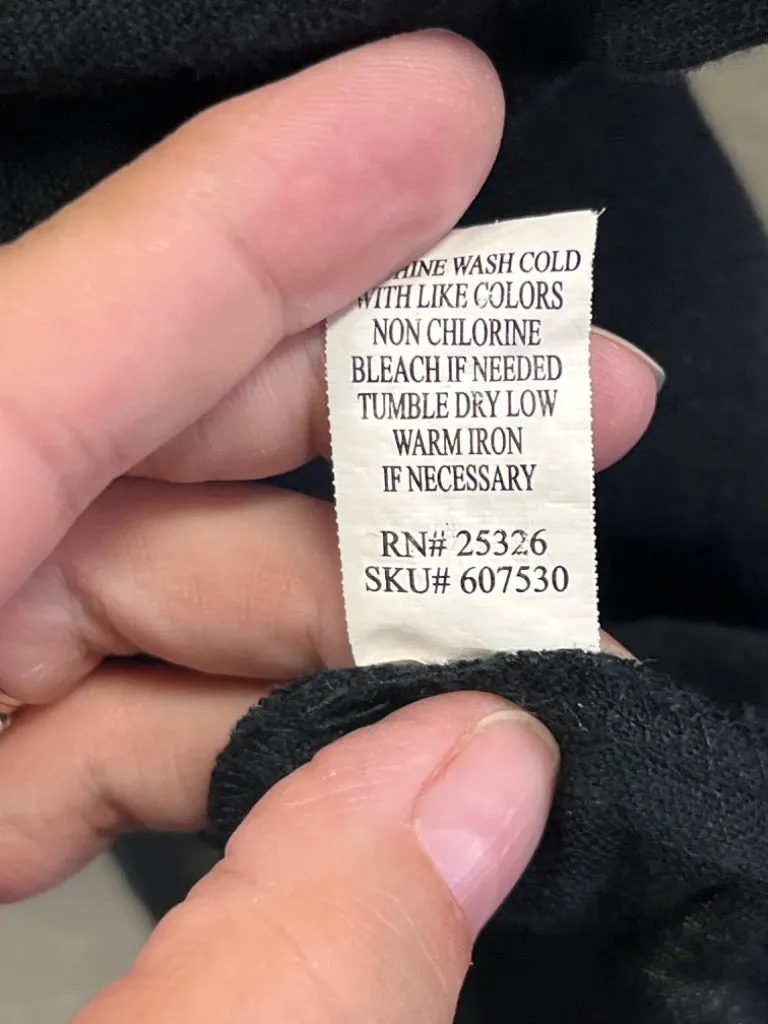 HINE WASH COLD
WITH LIKE COLORS
NON CHLORINE
BLEACH IF NEEDED
TUMBLE DRY LOW
WARM IRON
IF NECESSARY
RN# 25326
SKU# 607530